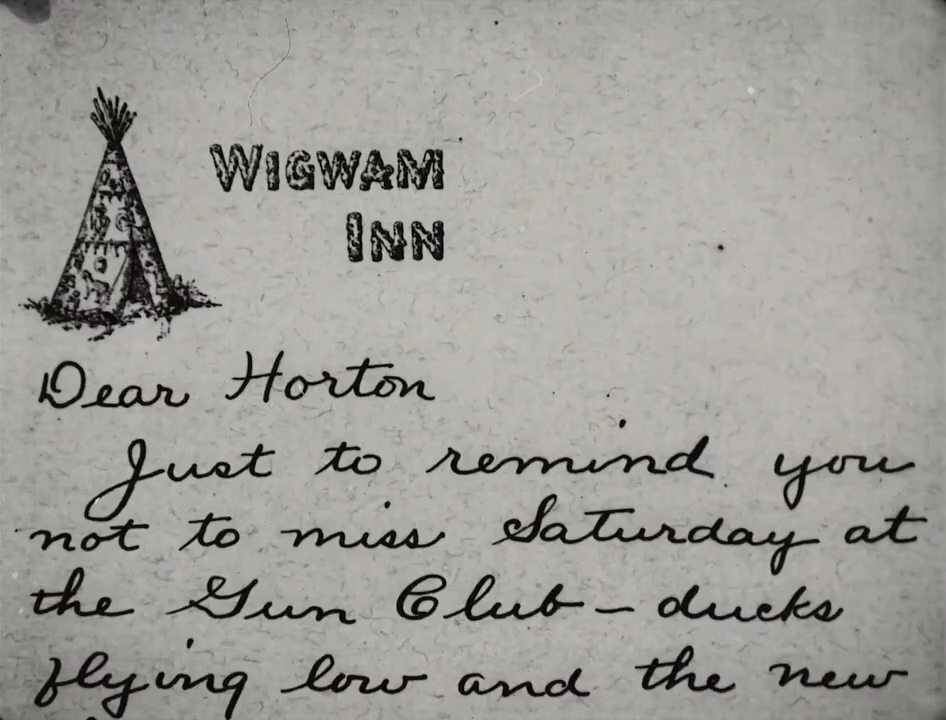 WIGWAM
INN
Dear Horton
Just to remind you
not to miss Saturday at
the Gun Club - ducks
flying low and the new